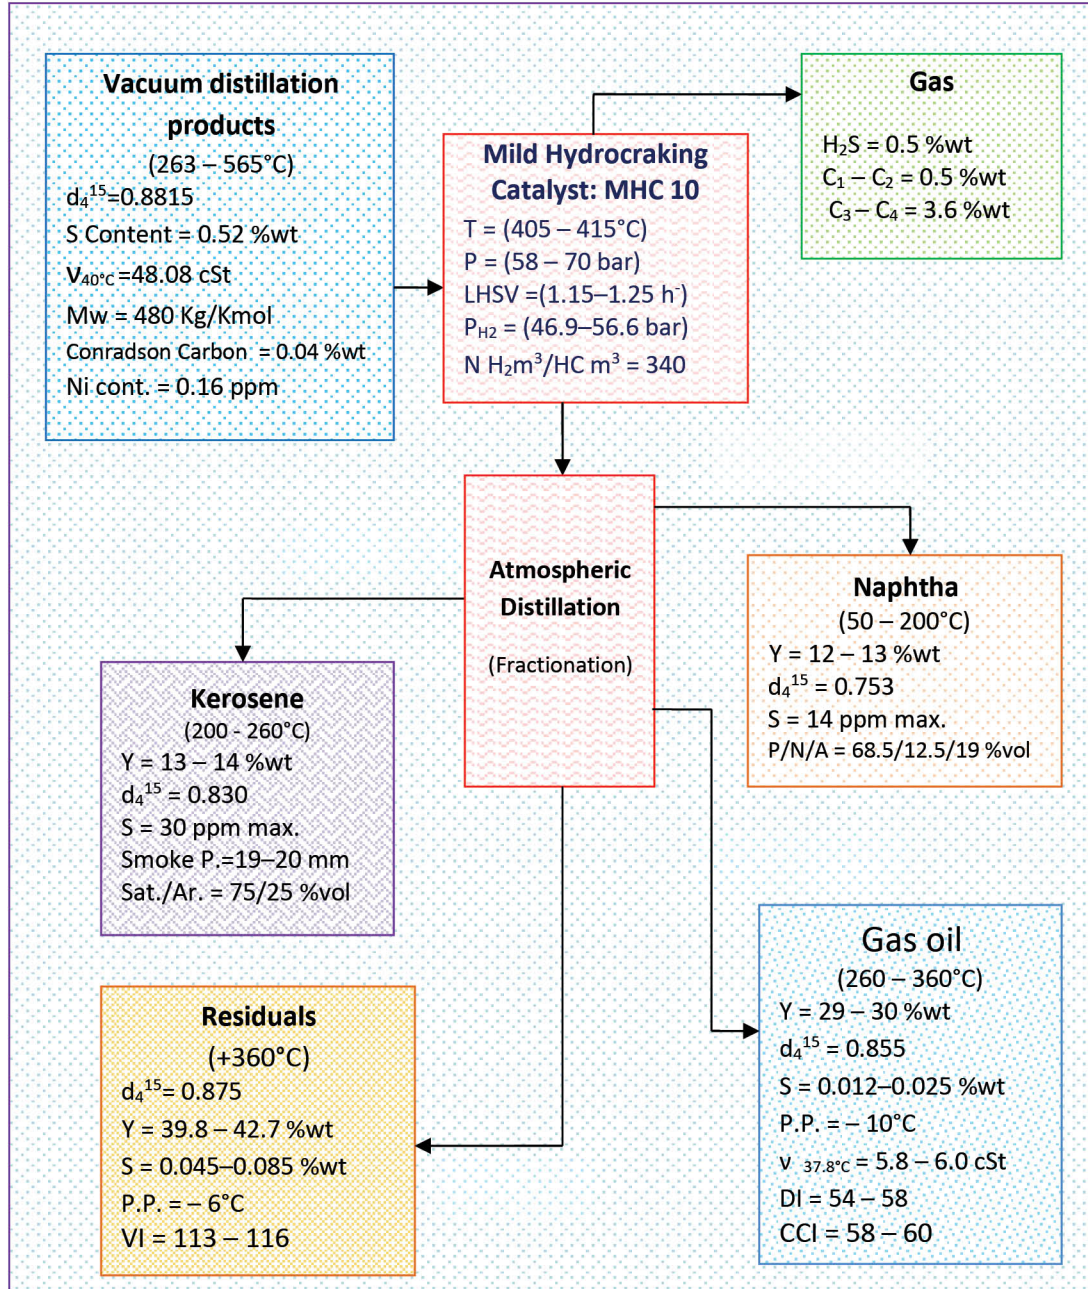 Vacuum distillation
products
(263 – 565°C)
d₄¹⁵=0.8815
S Content = 0.52 %wt
ν₄₀°C =48.08 cSt
Mw = 480 Kg/Kmol
Conradson Carbon = 0.04 %wt
Ni cont. = 0.16 ppm
Mild Hydrocraking
Catalyst: MHC 10
T = (405 – 415°C)
P = (58 – 70 bar)
LHSV =(1.15–1.25 h⁻)
P_H2 = (46.9–56.6 bar)
N H₂m³/HC m³ = 340
Gas
H₂S = 0.5 %wt
C₁ – C₂ = 0.5 %wt
C₃ – C₄ = 3.6 %wt
Atmospheric
Distillation
(Fractionation)
Naphtha
(50 – 200°C)
Y = 12 – 13 %wt
d₄¹⁵ = 0.753
S = 14 ppm max.
P/N/A = 68.5/12.5/19 %vol
Kerosene
(200 - 260°C)
Y = 13 – 14 %wt
d₄¹⁵ = 0.830
S = 30 ppm max.
Smoke P.=19–20 mm
Sat./Ar. = 75/25 %vol
Gas oil
(260 – 360°C)
Y = 29 – 30 %wt
d₄¹⁵ = 0.855
S = 0.012–0.025 %wt
P.P. = – 10°C
ν 37.8°C = 5.8 – 6.0 cSt
DI = 54 – 58
CCI = 58 – 60
Residuals
(+360°C)
d₄¹⁵= 0.875
Y = 39.8 – 42.7 %wt
S = 0.045–0.085 %wt
P.P. = – 6°C
VI = 113 – 116